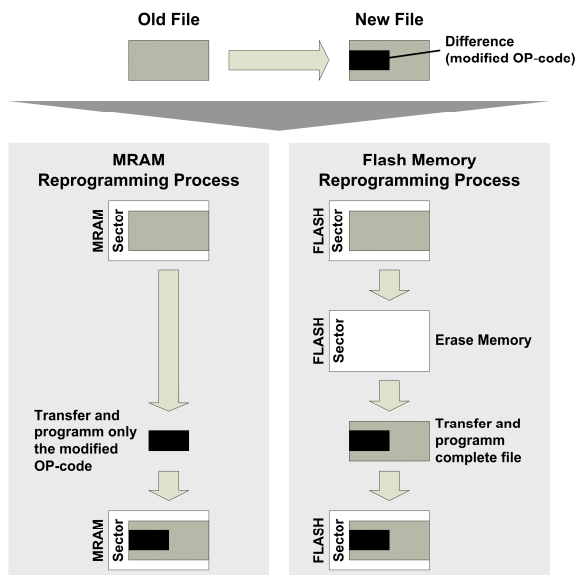 Old File
New File
Difference
(modified OP-code)
MRAM
Reprogramming Process
MRAM
Sector
Transfer and
programm only
the modified
OP-code
MRAM
Sector
Flash Memory
Reprogramming Process
FLASH
Sector
FLASH
Sector
Erase Memory
Transfer and
programm
complete file
FLASH
Sector